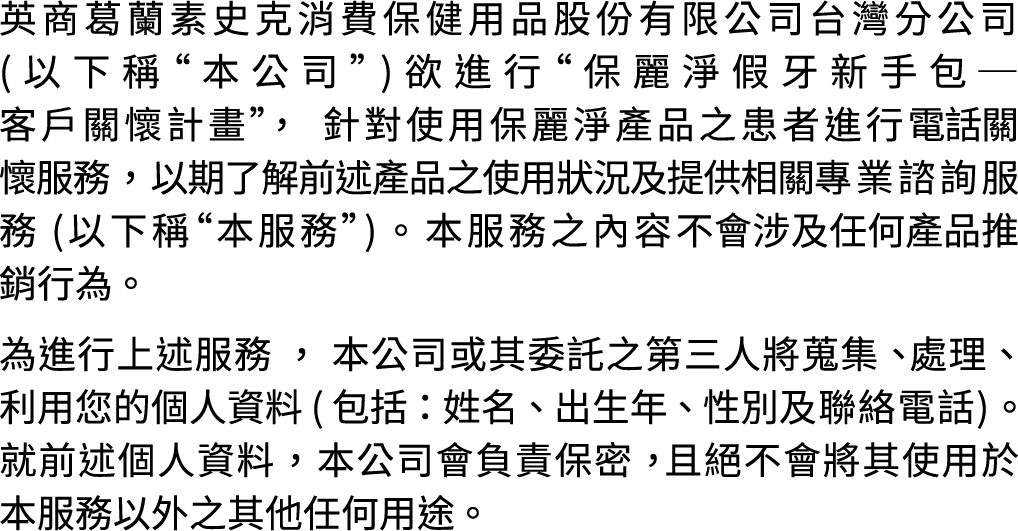 英商葛蘭素史克消費保健用品股份有限公司台灣分公司
(以下稱“本公司”)欲進行“保麗淨假牙新手包—
客戶關懷計畫”， 針對使用保麗淨產品之患者進行電話關
懷服務，以期了解前述產品之使用狀況及提供相關專業諮詢服
務 (以下稱“本服務”)。本服務之內容不會涉及任何產品推
銷行為。
為進行上述服務 ， 本公司或其委託之第三人將蒐集、處理、
利用您的個人資料 ( 包括：姓名、出生年、性別及聯絡電話)。
就前述個人資料，本公司會負責保密，且絕不會將其使用於
本服務以外之其他任何用途。